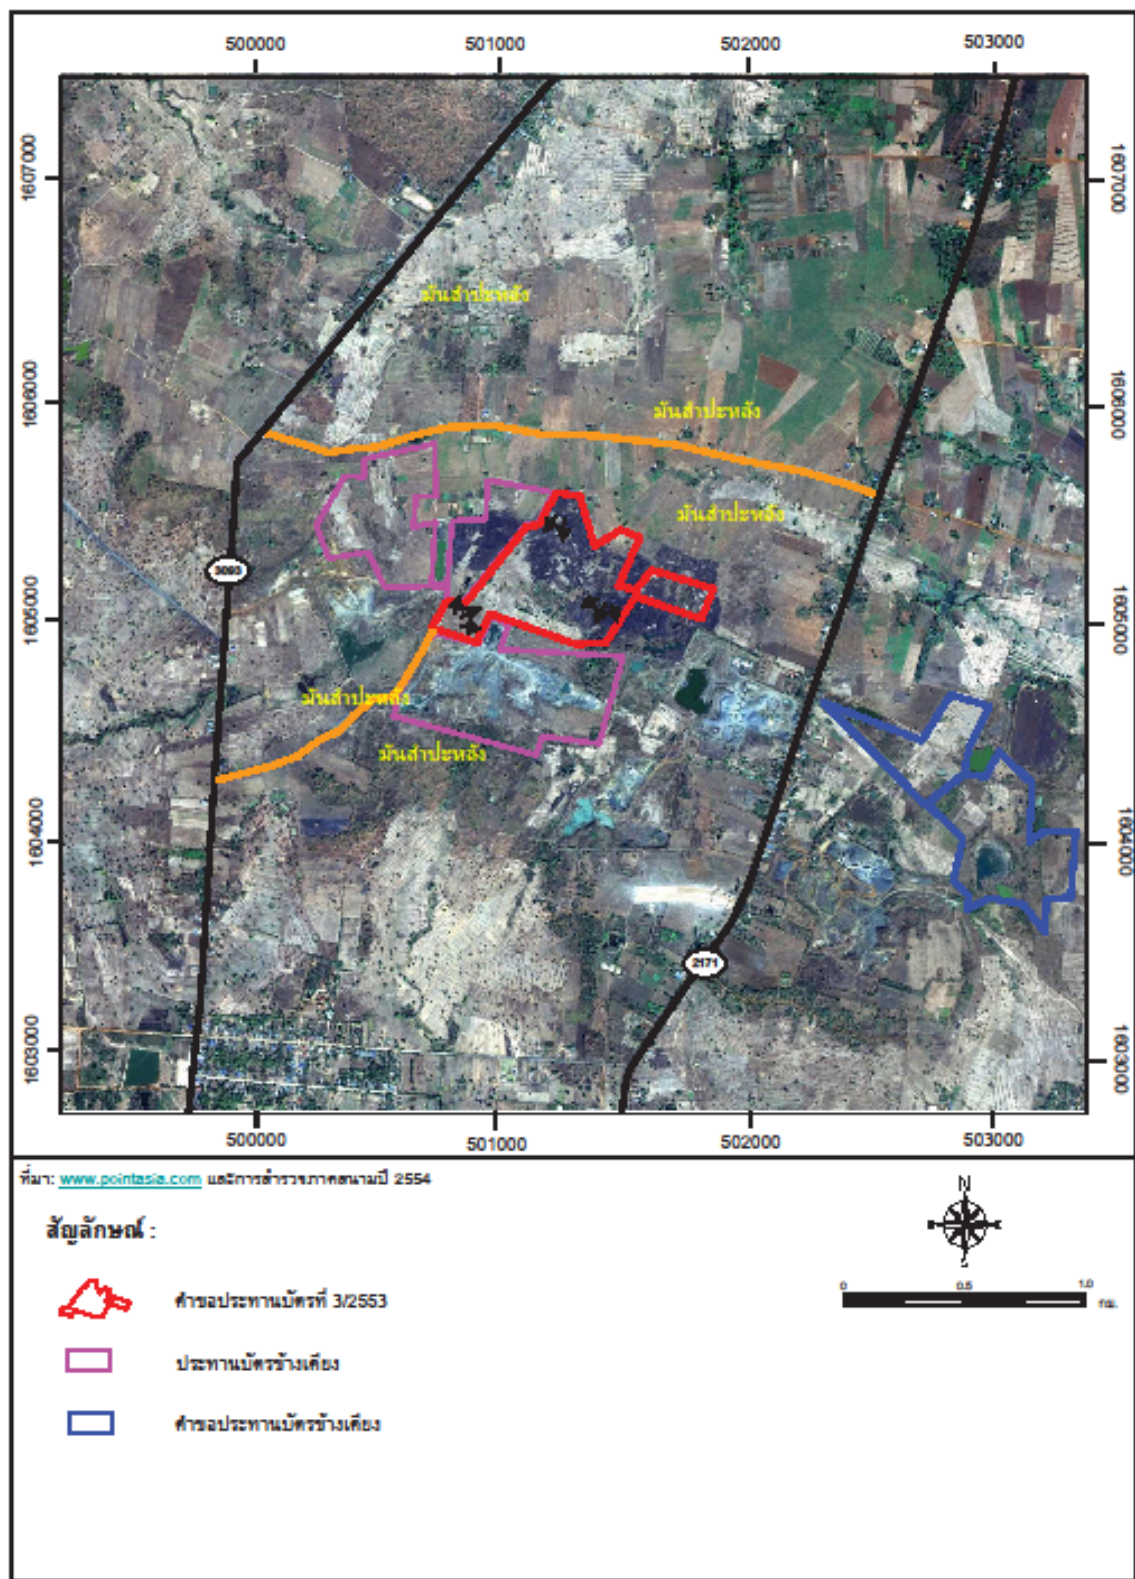 500000 501000 502000 503000
1607000 1607000
มันสำปะหลัง
1606000 1606000
มันสำปะหลัง
มันสำปะหลัง
3093
1605000 1605000
มันสำปะหลัง
มันสำปะหลัง
1604000 1604000
2171
1603000 1603000
500000 501000 502000 503000
ที่มา: www.pointasia.com และการสำรวจภาคสนามปี 2554
สัญลักษณ์ :
N
S
0 0.5 1.0
กม.
คำขอประทานบัตรที่ 3/2553
ประทานบัตรข้างเคียง
คำขอประทานบัตรข้างเคียง